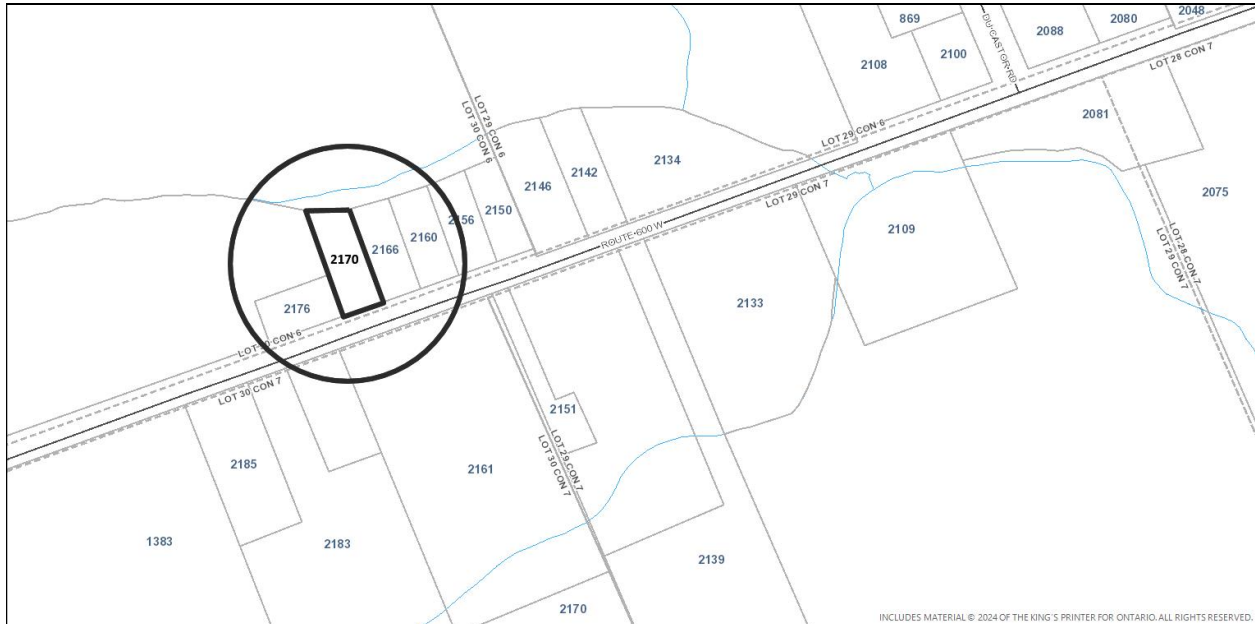 2048
869
2088
2080
DU CASTOR RD
2108
2100
LOT 28 CON 7
2081
LOT 29 CON 6
LOT 30 CON 6
LOT 29 CON 6
2134
2142
2146
2150
2156
2160
2166
2170
2176
2075
LOT 29 CON 7
ROUTE 600 W
2109
LOT 28 CON 7
LOT 29 CON 7
2133
LOT 30 CON 6
LOT 30 CON 7
2151
LOT 29 CON 7
LOT 30 CON 7
2185
2161
1383
2183
2139
2170
INCLUDES MATERIAL © 2024 OF THE KING'S PRINTER FOR ONTARIO. ALL RIGHTS RESERVED.